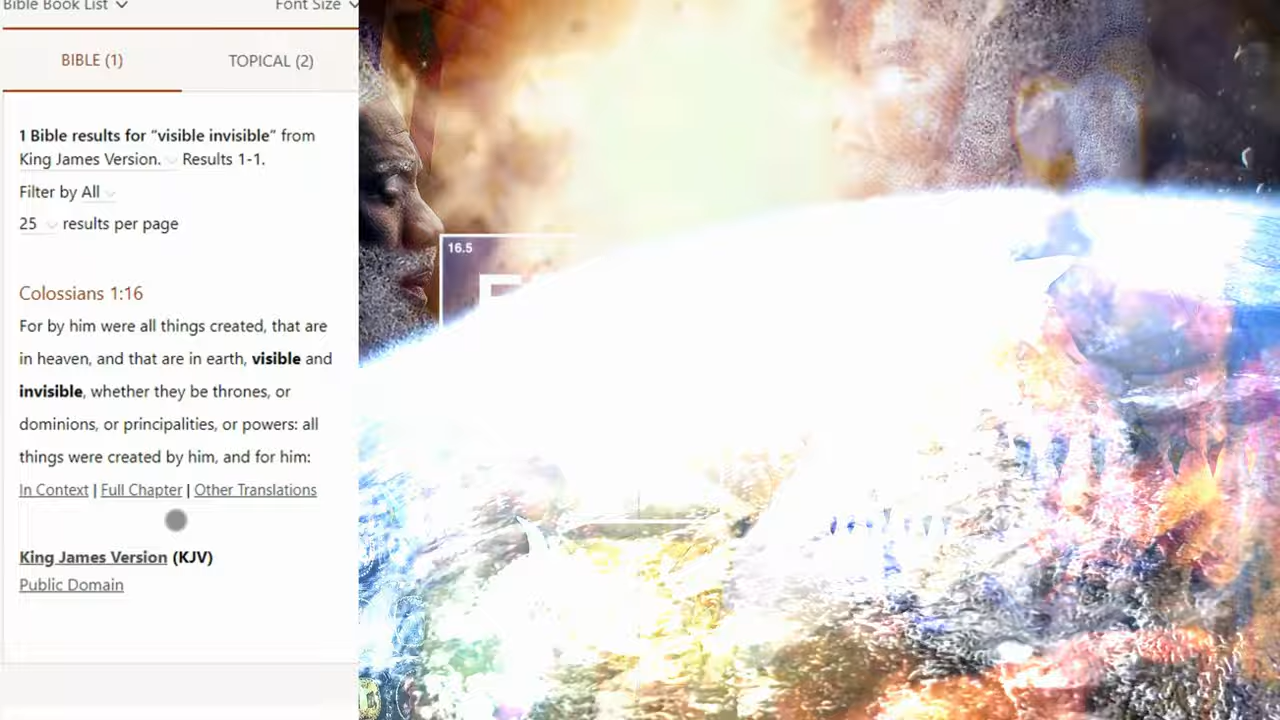 Bible Book List Font Size
BIBLE (1) TOPICAL (2)
1 Bible results for “visible invisible” from
King James Version. Results 1-1.
Filter by All
25 results per page
Colossians 1:16
For by him were all things created, that are
in heaven, and that are in earth, visible and
invisible, whether they be thrones, or
dominions, or principalities, or powers: all
things were created by him, and for him:
In Context | Full Chapter | Other Translations
King James Version (KJV)
Public Domain
16.5